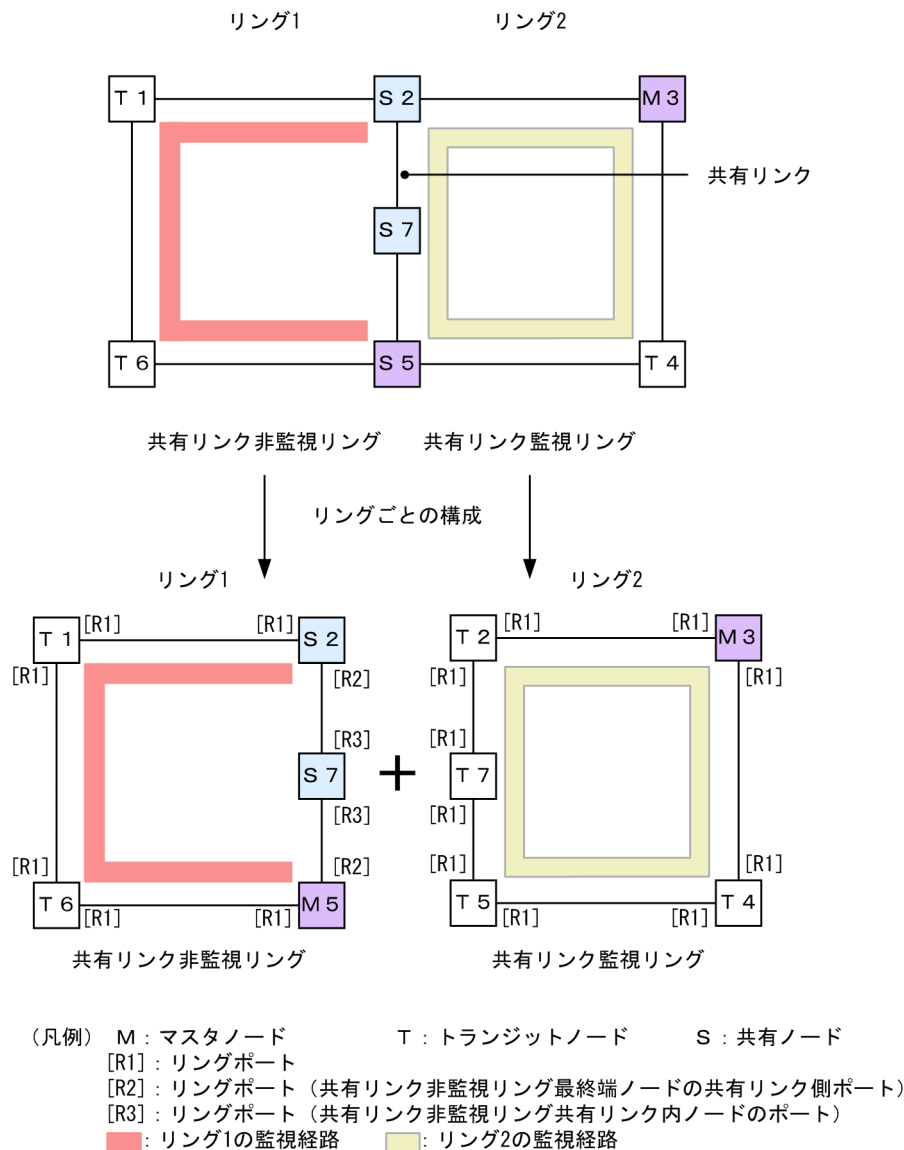 リング1 リング2
T 1 S 2 M 3
共有リンク
S 7
T 6 S 5 T 4
共有リンク非監視リング 共有リンク監視リング
リングごとの構成
リング1 リング2
T 1 [R1] [R1] S 2 T 2 [R1] [R1] M 3
[R1] [R2] [R1] [R1]
[R3] [R1]
S 7 + T 7
[R3] [R1]
[R1] [R2] [R1] [R1]
T 6 [R1] [R1] M 5 T 5 [R1] [R1] T 4
共有リンク非監視リング 共有リンク監視リング
(凡例) M:マスタノード T:トランジットノード S:共有ノード
[R1]:リングポート
[R2]:リングポート(共有リンク非監視リング最終端ノードの共有リンク側ポート)
[R3]:リングポート(共有リンク非監視リング共有リンク内ノードのポート)
:リング1の監視経路 :リング2の監視経路